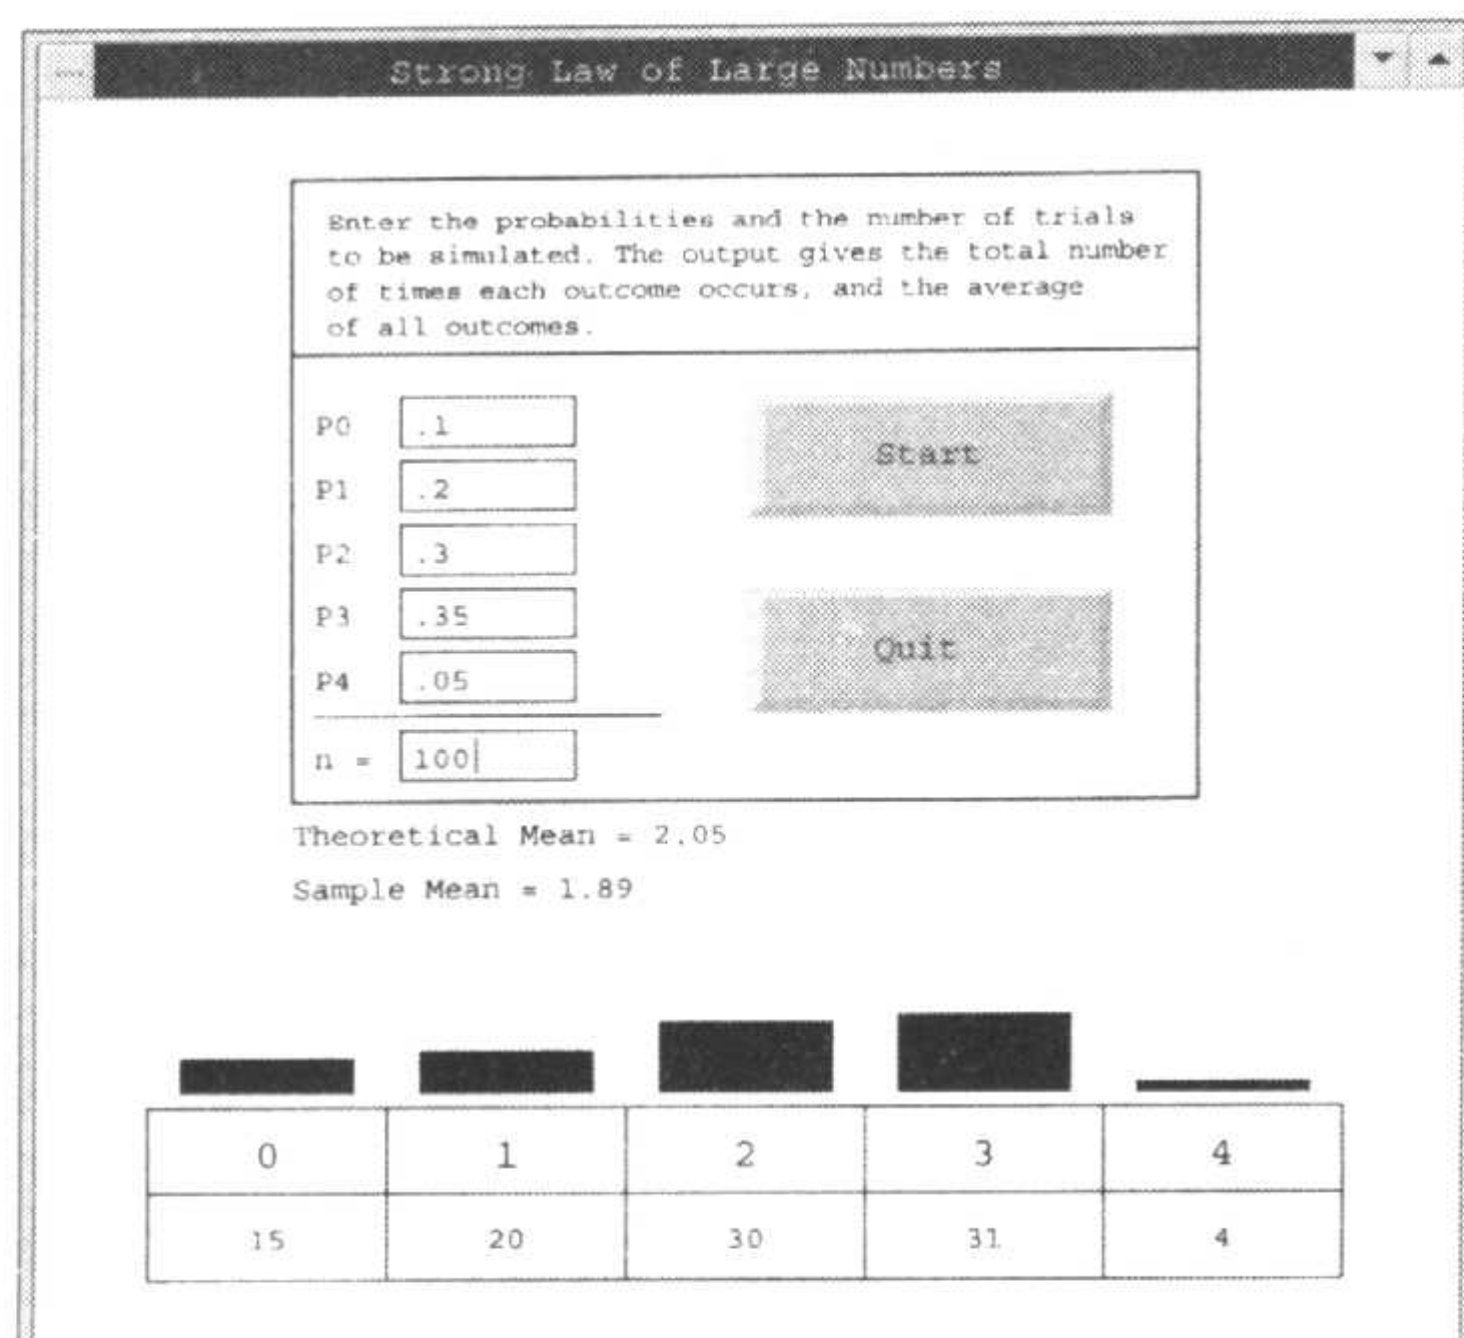 Strong Law of Large Numbers
Enter the probabilities and the number of trials
to be simulated. The output gives the total number
of times each outcome occurs, and the average
of all outcomes.
P0 .1
Start
P1 .2
P2 .3
P3 .35
Quit
P4 .05
n = 100
Theoretical Mean = 2.05
Sample Mean = 1.89
0 1 2 3 4
15 20 30 31 4